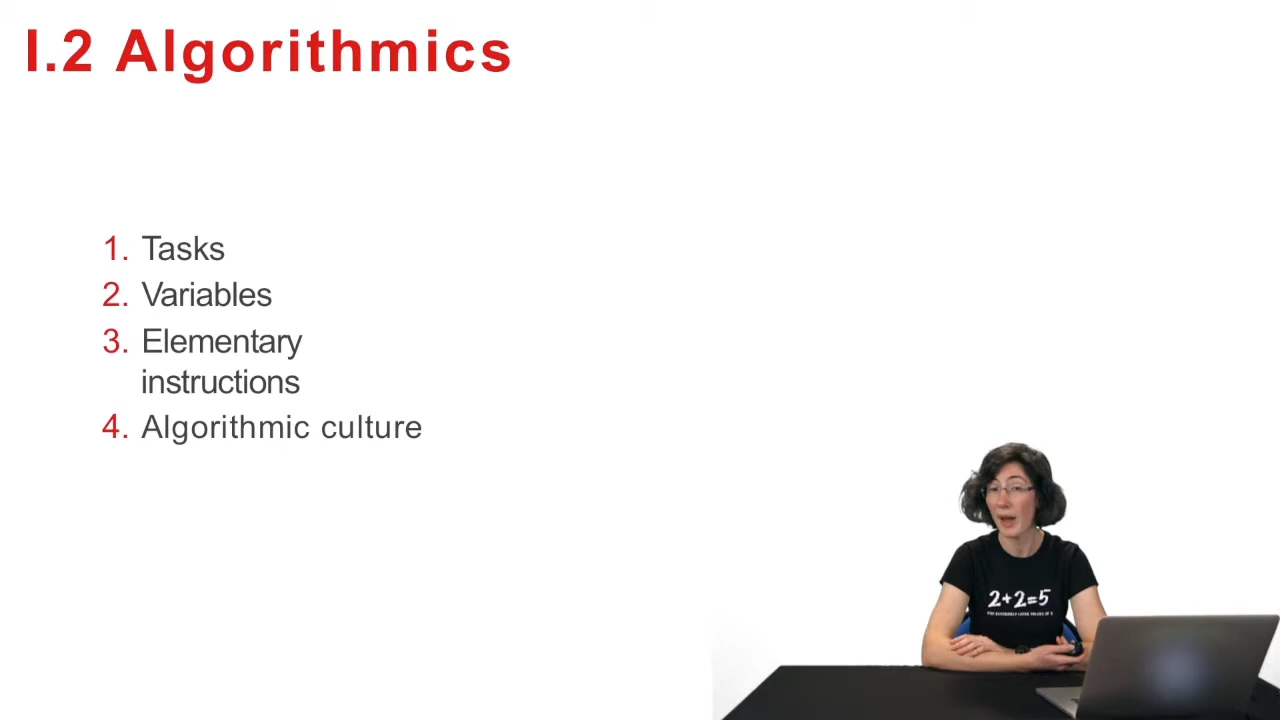 I.2 Algorithmics
1. Tasks
2. Variables
3. Elementary
instructions
4. Algorithmic culture
2+2=5